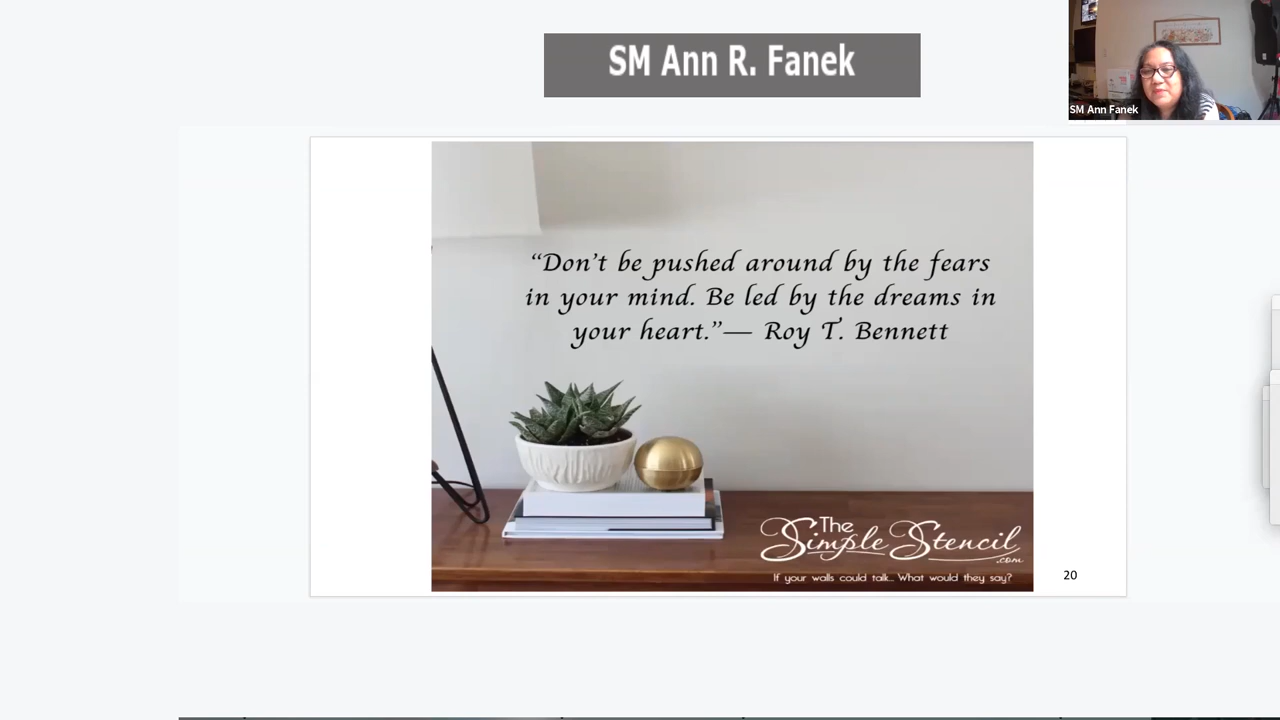 SM Ann R. Fanek
SM Ann Fanek
“Don’t be pushed around by the fears
in your mind. Be led by the dreams in
your heart.”— Roy T. Bennett
The
Simple Stencil
.com
If your walls could talk... What would they say?
20